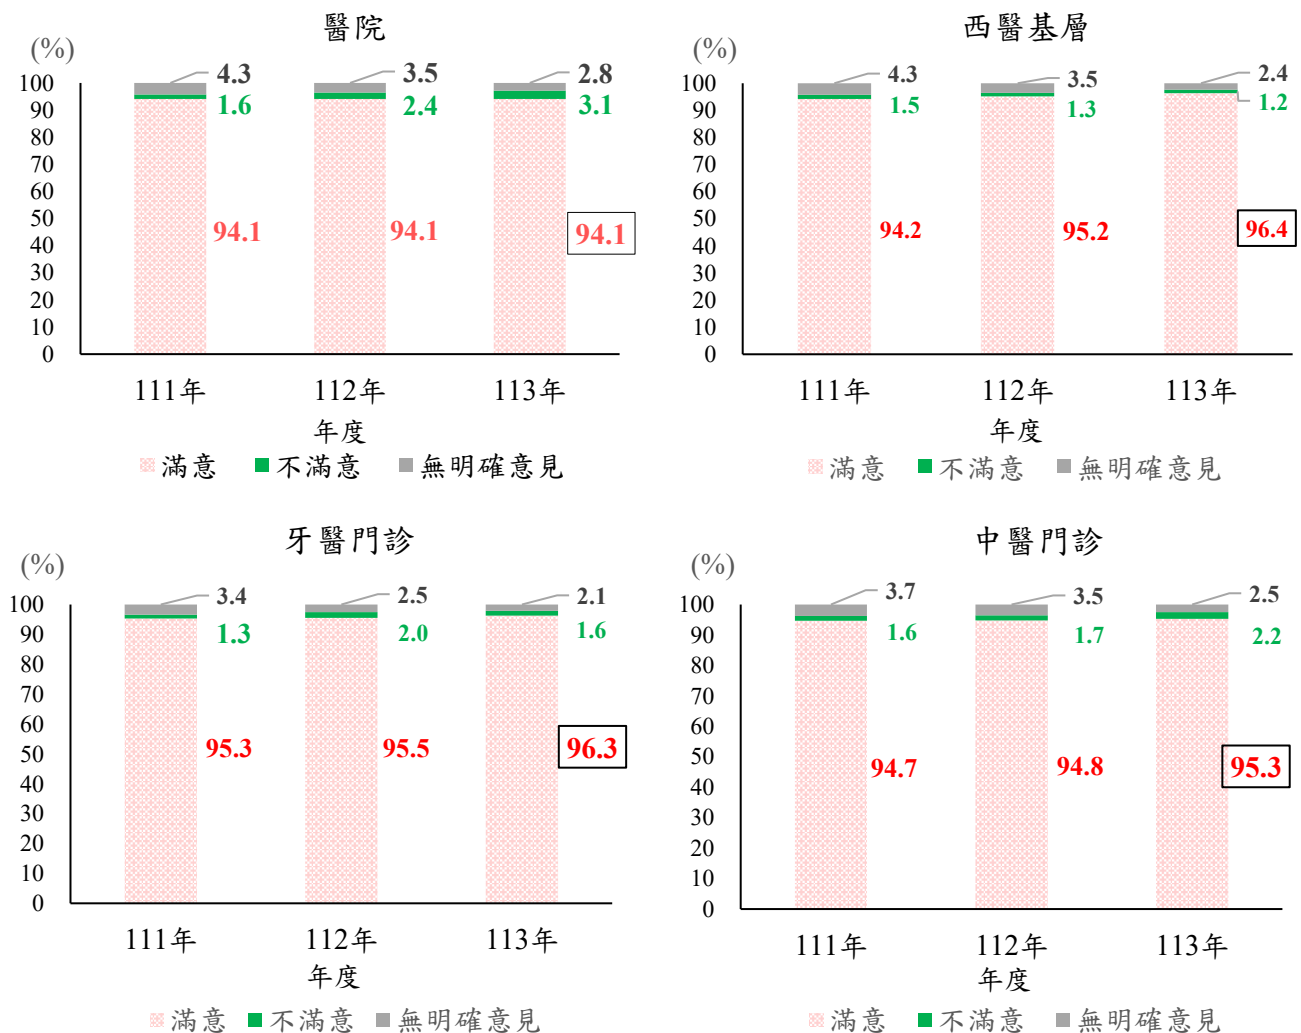 醫院
(%)
100
90
80
70
60
50
40
30
20
10
0
4.3
3.5
2.8
1.6
2.4
3.1
94.1
94.1
94.1
111年
112年
113年
年度
滿意
不滿意
無明確意見
西醫基層
(%)
100
90
80
70
60
50
40
30
20
10
0
4.3
3.5
2.4
1.5
1.3
1.2
94.2
95.2
96.4
111年
112年
113年
年度
滿意
不滿意
無明確意見
牙醫門診
(%)
100
90
80
70
60
50
40
30
20
10
0
3.4
2.5
2.1
1.3
2.0
1.6
95.3
95.5
96.3
111年
112年
113年
年度
滿意
不滿意
無明確意見
中醫門診
(%)
100
90
80
70
60
50
40
30
20
10
0
3.7
3.5
2.5
1.6
1.7
2.2
94.7
94.8
95.3
111年
112年
113年
年度
滿意
不滿意
無明確意見